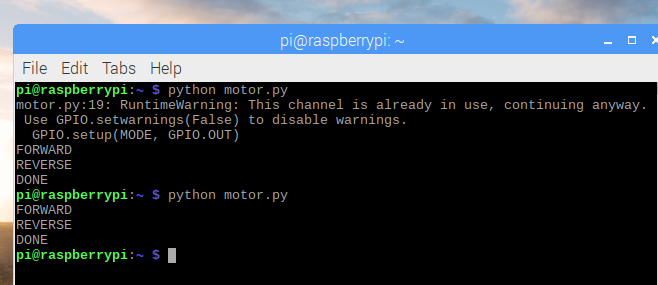 pi@raspberrypi: ~
File Edit Tabs Help
pi@raspberrypi:~ $ python motor.py
motor.py:19: RuntimeWarning: This channel is already in use, continuing anyway.
 Use GPIO.setwarnings(False) to disable warnings.
  GPIO.setup(MODE, GPIO.OUT)
FORWARD
REVERSE
DONE
pi@raspberrypi:~ $ python motor.py
FORWARD
REVERSE
DONE
pi@raspberrypi:~ $